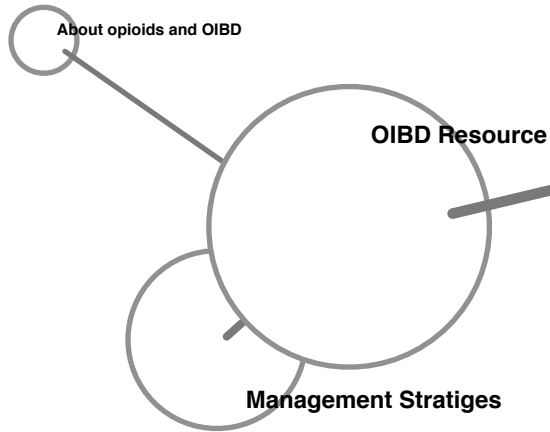 About opioids and OIBD
OIBD Resource
Management Stratiges